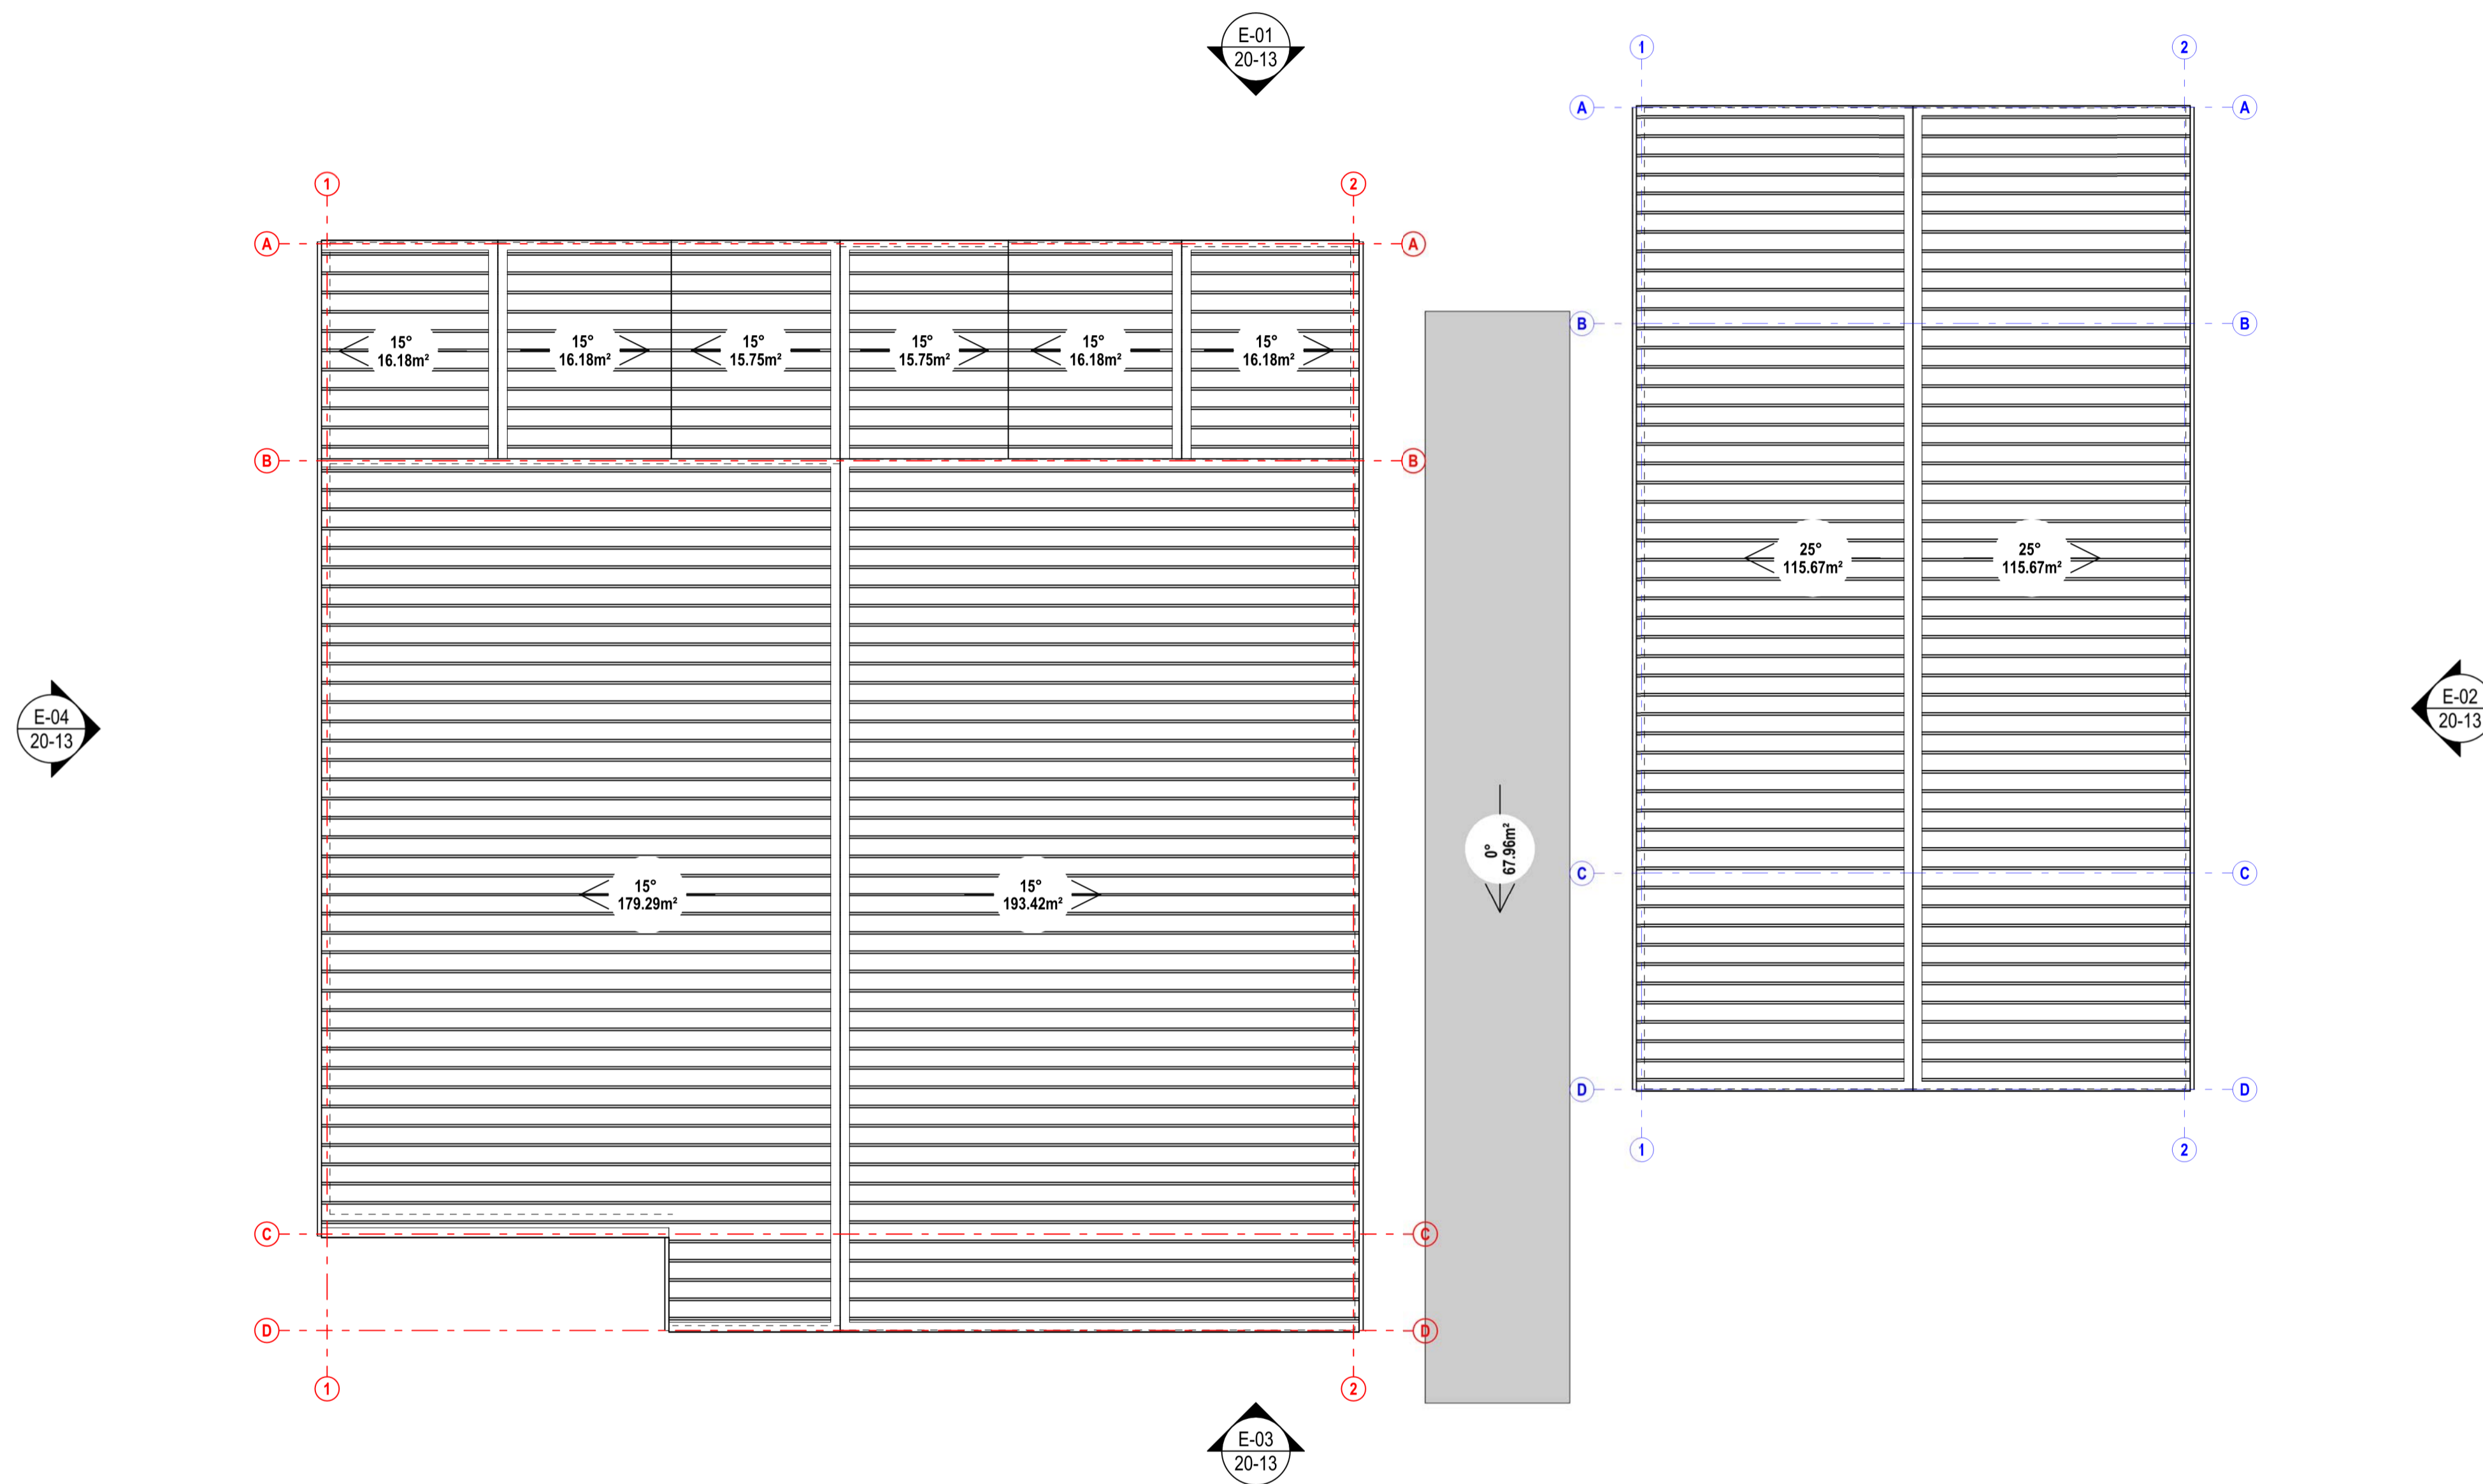 E-01
20-13
1
2
A
A
1
2
A
A
B
B
15°
16.18m²
15°
16.18m²
15°
15.75m²
15°
15.75m²
15°
16.18m²
15°
16.18m²
B
B
25°
115.67m²
25°
115.67m²
E-04
20-13
E-02
20-13
0°
67.96m²
C
C
15°
179.29m²
15°
193.42m²
D
D
1
2
C
C
D
D
1
2
E-03
20-13